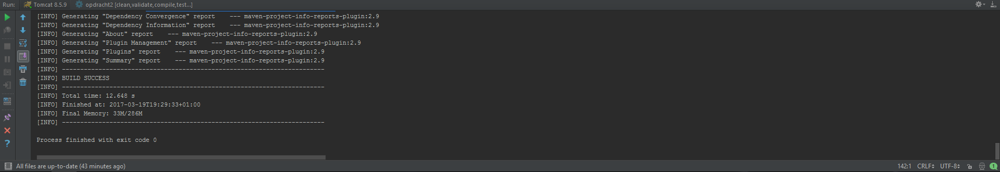 Run: Tomcat 8.5.9 opdracht2 [clean,validate,compile,test...]
[INFO] Generating "Dependency Convergence" report    --- maven-project-info-reports-plugin:2.9
[INFO] Generating "Dependency Information" report    --- maven-project-info-reports-plugin:2.9
[INFO] Generating "About" report    --- maven-project-info-reports-plugin:2.9
[INFO] Generating "Plugin Management" report    --- maven-project-info-reports-plugin:2.9
[INFO] Generating "Plugins" report    --- maven-project-info-reports-plugin:2.9
[INFO] Generating "Summary" report    --- maven-project-info-reports-plugin:2.9
[INFO] ------------------------------------------------------------------------
[INFO] BUILD SUCCESS
[INFO] ------------------------------------------------------------------------
[INFO] Total time: 12.648 s
[INFO] Finished at: 2017-03-19T19:29:33+01:00
[INFO] Final Memory: 33M/286M
[INFO] ------------------------------------------------------------------------
Process finished with exit code 0
All files are up-to-date (43 minutes ago) 142:1 CRLF UTF-8 1